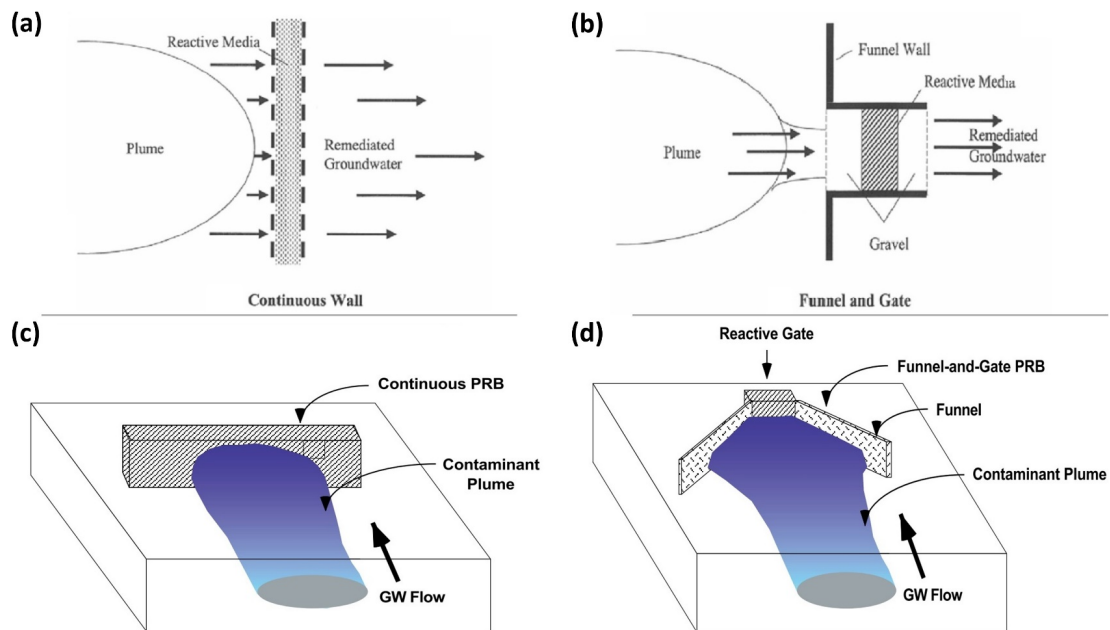 (a)
Reactive Media
Plume
Remediated
Groundwater
Continuous Wall
(b)
Funnel Wall
Reactive Media
Plume
Remediated
Groundwater
Gravel
Funnel and Gate
(c)
Continuous PRB
Contaminant
Plume
GW Flow
(d)
Reactive Gate
Funnel-and-Gate PRB
Funnel
Contaminant Plume
GW Flow